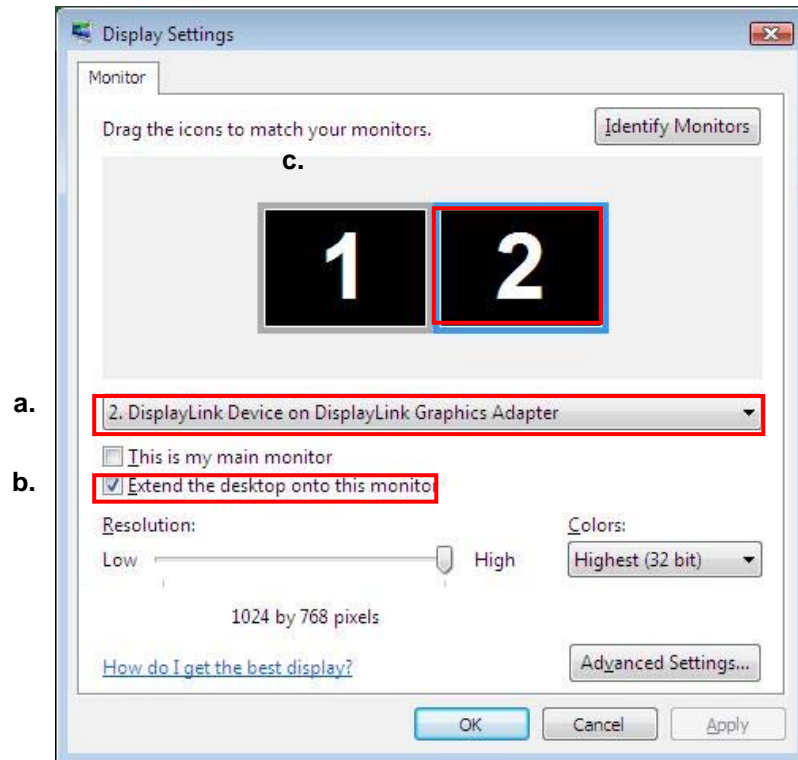 Display Settings
Monitor
Drag the icons to match your monitors.
Identify Monitors
c.
1
2
a.
2. DisplayLink Device on DisplayLink Graphics Adapter
This is my main monitor
b.
Extend the desktop onto this monitor
Resolution:
Colors:
Low
High
Highest (32 bit)
1024 by 768 pixels
How do I get the best display?
Advanced Settings...
OK
Cancel
Apply